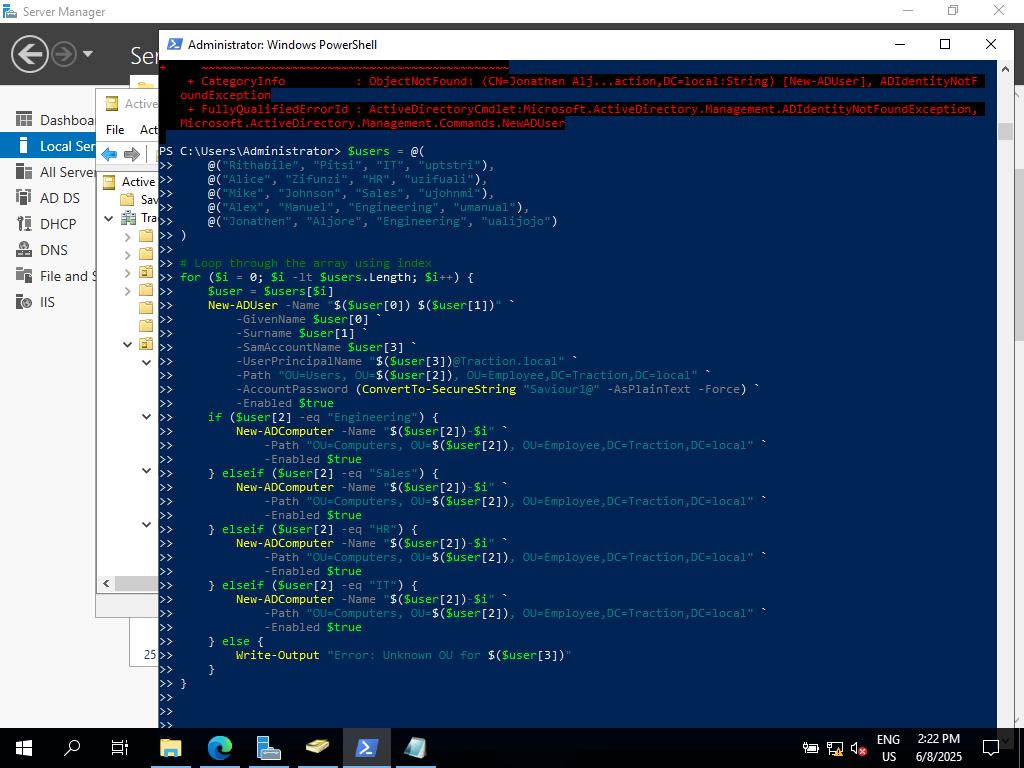 Server Manager
Ser
Administrator: Windows PowerShell
Active
File Act
Active
Sav
Tra
Dashboa
Local Ser
All Server
AD DS
DHCP
DNS
File and S
IIS
25
+ ~~~~~~~~~~~~~~~~~~~~~~~~~~~~~~~~~~~~~~~~~~~~
+ CategoryInfo : ObjectNotFound: (CN=Jonathen Alj...action,DC=local:String) [New-ADUser], ADIdentityNotF
oundException
+ FullyQualifiedErrorId : ActiveDirectoryCmdlet:Microsoft.ActiveDirectory.Management.ADIdentityNotFoundException,
Microsoft.ActiveDirectory.Management.Commands.NewADUser
PS C:\Users\Administrator> $users = @(
>> @("Rithabile", "Pitsi", "IT", "uptstri"),
>> @("Alice", "Zifunzi", "HR", "uzifuali"),
>> @("Mike", "Johnson", "Sales", "ujohnmi"),
>> @("Alex", "Manuel", "Engineering", "umanual"),
>> @("Jonathen", "Aljore", "Engineering", "ualijojo")
>> )
>>
>> # Loop through the array using index
>> for ($i = 0; $i -lt $users.Length; $i++) {
>> $user = $users[$i]
>> New-ADUser -Name "$($user[0]) $($user[1])" `
>> -GivenName $user[0] `
>> -Surname $user[1] `
>> -SamAccountName $user[3] `
>> -UserPrincipalName "$($user[3])@Traction.local" `
>> -Path "OU=Users, OU=$($user[2]), OU=Employee,DC=Traction,DC=local" `
>> -AccountPassword (ConvertTo-SecureString "Saviour1@" -AsPlainText -Force) `
>> -Enabled $true
>> if ($user[2] -eq "Engineering") {
>> New-ADComputer -Name "$($user[2])-$i" `
>> -Path "OU=Computers, OU=$($user[2]), OU=Employee,DC=Traction,DC=local" `
>> -Enabled $true
>> } elseif ($user[2] -eq "Sales") {
>> New-ADComputer -Name "$($user[2])-$i" `
>> -Path "OU=Computers, OU=$($user[2]), OU=Employee,DC=Traction,DC=local" `
>> -Enabled $true
>> } elseif ($user[2] -eq "HR") {
>> New-ADComputer -Name "$($user[2])-$i" `
>> -Path "OU=Computers, OU=$($user[2]), OU=Employee,DC=Traction,DC=local" `
>> -Enabled $true
>> } elseif ($user[2] -eq "IT") {
>> New-ADComputer -Name "$($user[2])-$i" `
>> -Path "OU=Computers, OU=$($user[2]), OU=Employee,DC=Traction,DC=local" `
>> -Enabled $true
>> } else {
>> Write-Output "Error: Unknown OU for $($user[3])"
>> }
>> }
>>
>>
>>
ENG
US
2:22 PM
6/8/2025